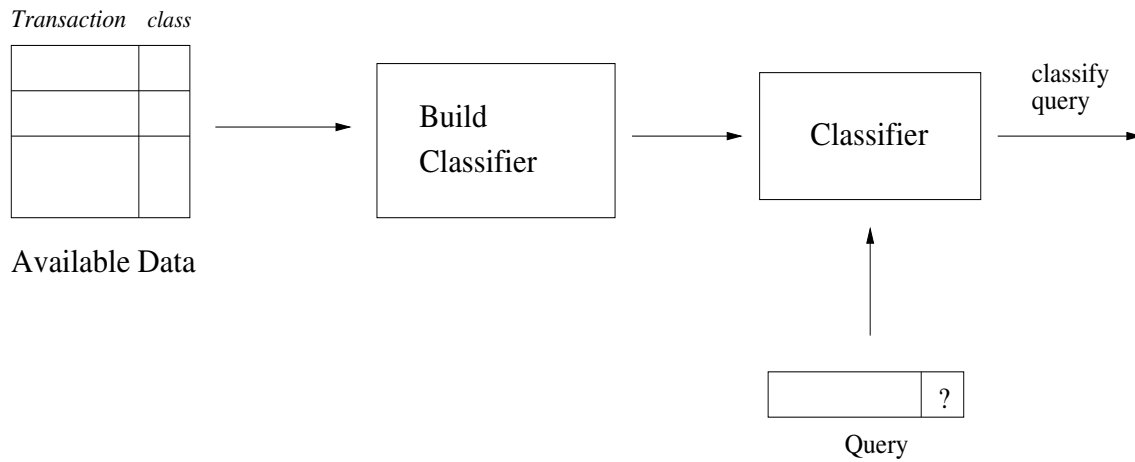 Transaction class
Available Data
Build
Classifier
Classifier
classify
query
?
Query